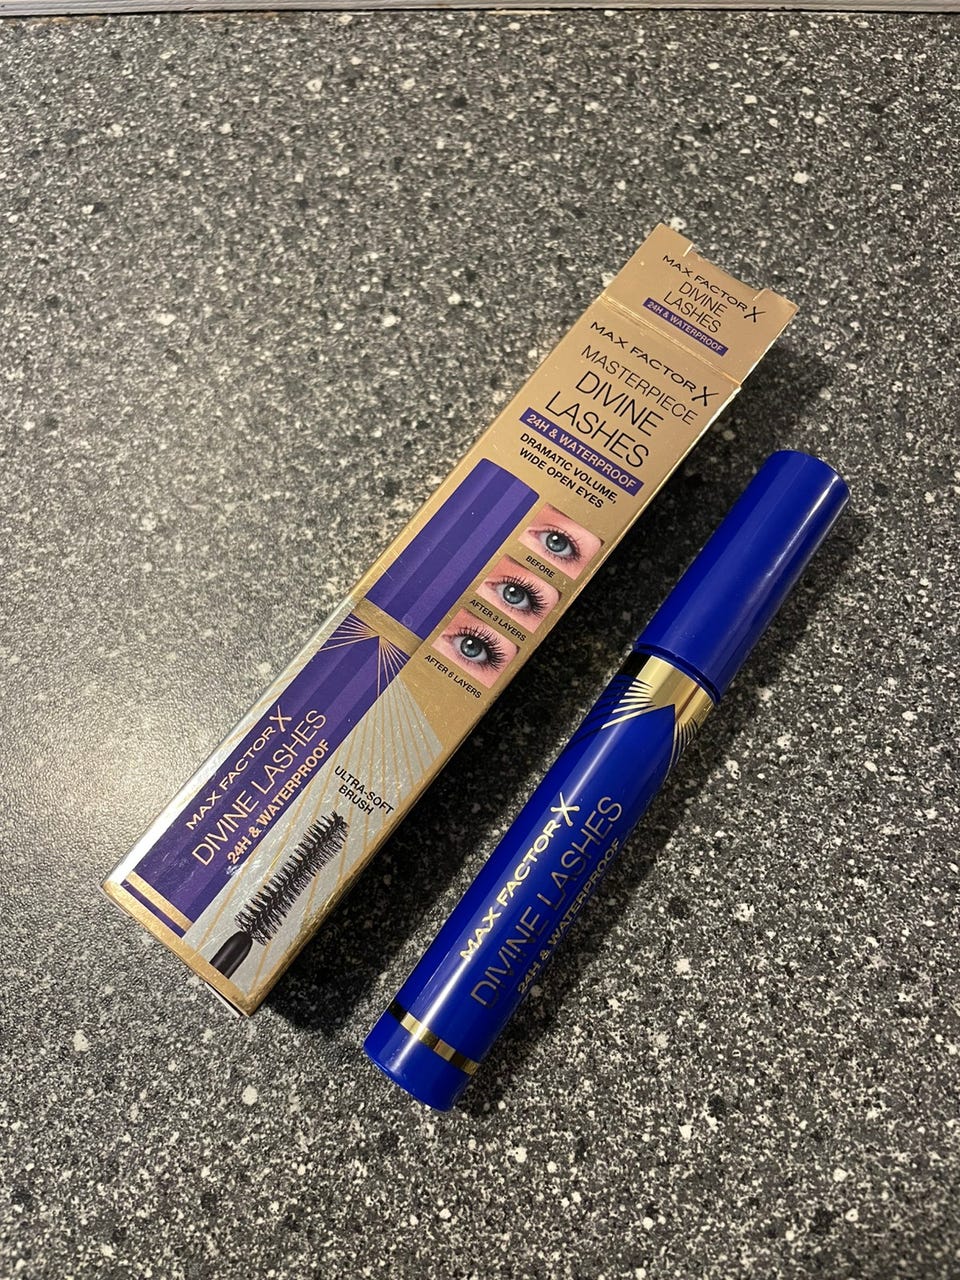 MAX FACTOR X
DIVINE
LASHES
24H & WATERPROOF
MAX FACTOR X
MASTERPIECE
DIVINE
LASHES
24H & WATERPROOF
DRAMATIC VOLUME,
WIDE OPEN EYES
BEFORE
AFTER 3 LAYERS
AFTER 6 LAYERS
MAX FACTOR X
DIVINE LASHES
24H & WATERPROOF
ULTRA-SOFT
BRUSH
MAX FACTOR X
DIVINE LASHES
24H & WATERPROOF